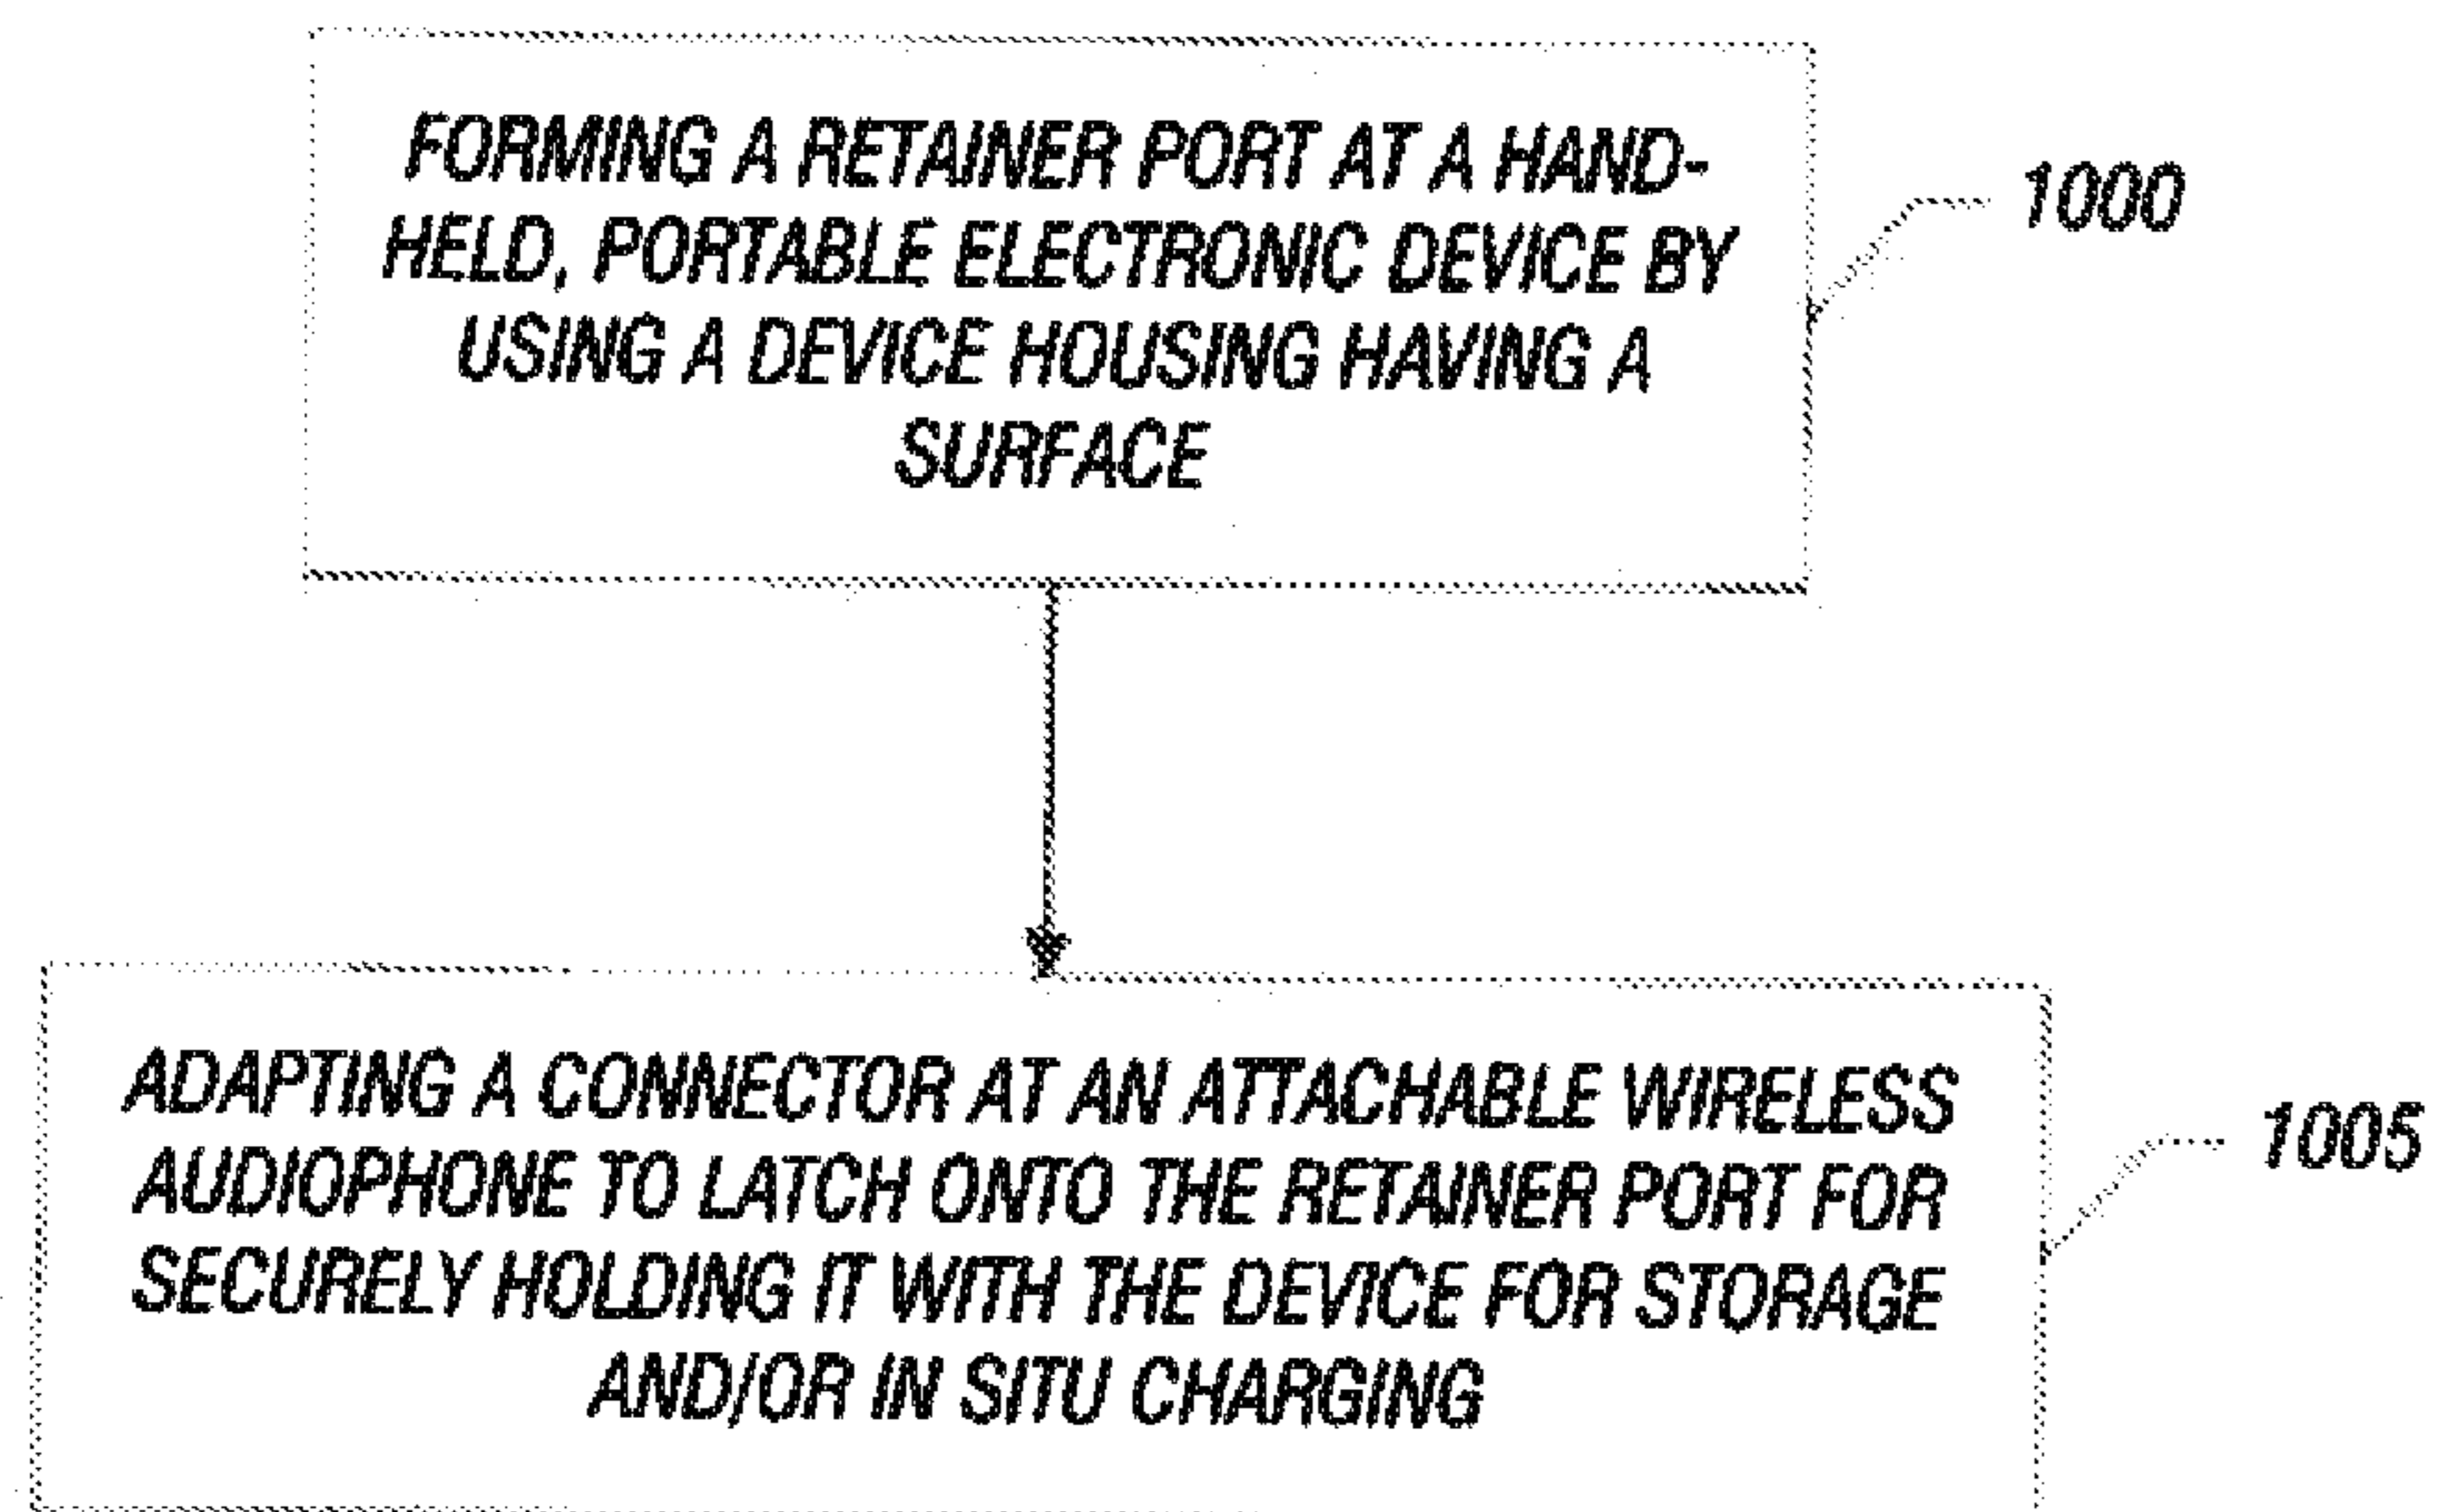 FORMING A RETAINER PORT AT A HAND-
HELD, PORTABLE ELECTRONIC DEVICE BY
USING A DEVICE HOUSING HAVING A
SURFACE
1000
ADAPTING A CONNECTOR AT AN ATTACHABLE WIRELESS
AUDIOPHONE TO LATCH ONTO THE RETAINER PORT FOR
SECURELY HOLDING IT WITH THE DEVICE FOR STORAGE
AND/OR IN SITU CHARGING
1005